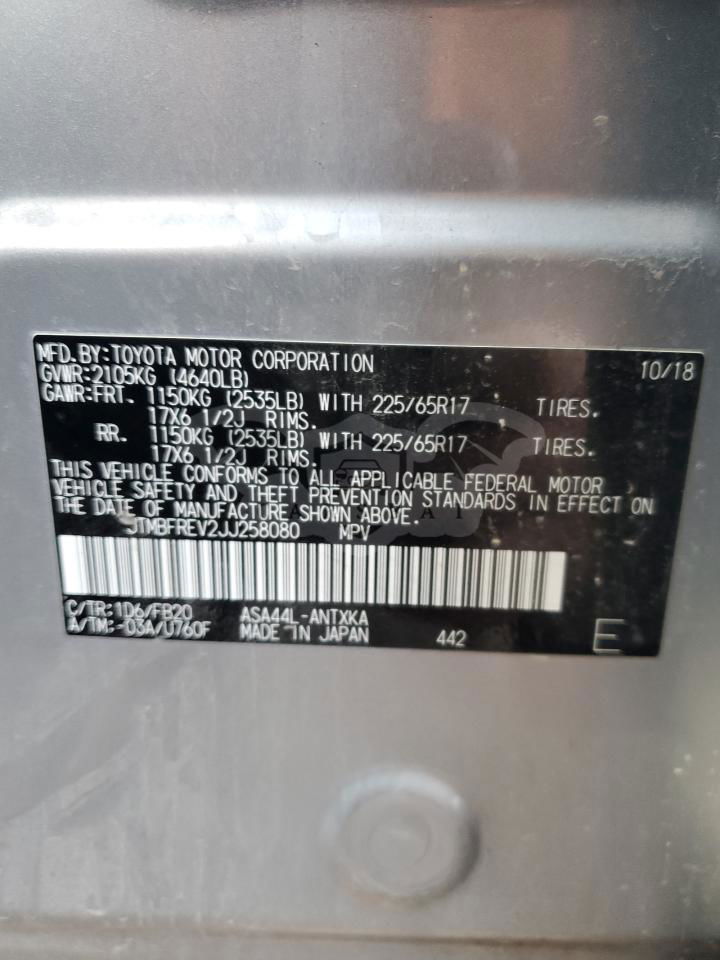 MFD.BY:TOYOTA MOTOR CORPORATION 10/18
GVWR:2105KG (4640LB)
GAWR:FRT. 1150KG (2535LB) WITH 225/65R17 TIRES.
17X6 1/2J RIMS.
RR. 1150KG (2535LB) WITH 225/65R17 TIRES.
17X6 1/2J RIMS.
THIS VEHICLE CONFORMS TO ALL APPLICABLE FEDERAL MOTOR
VEHICLE SAFETY AND THEFT PREVENTION STANDARDS IN EFFECT ON
THE DATE OF MANUFACTURE SHOWN ABOVE.
JTMBFREV2JJ258080 MPV
C/TR:1D6/FB20 ASA44L-ANTXKA
A/TM:-03A/U760F MADE IN JAPAN 442 E